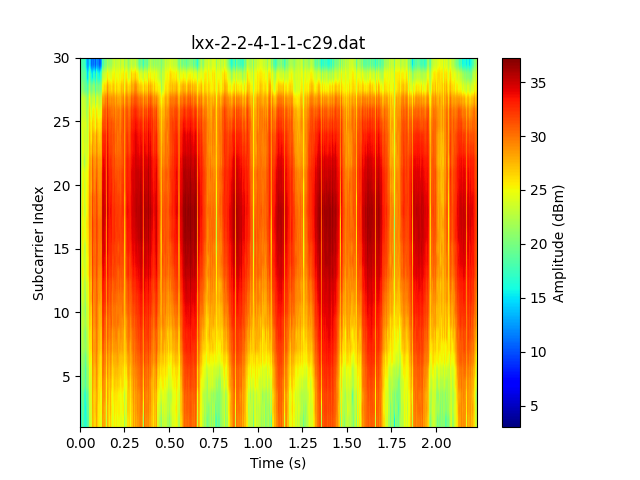 lxx-2-2-4-1-1-c29.dat
30
25
20
15
10
5
Subcarrier Index
0.00 0.25 0.50 0.75 1.00 1.25 1.50 1.75 2.00
Time (s)
35
30
25
20
15
10
5
Amplitude (dBm)